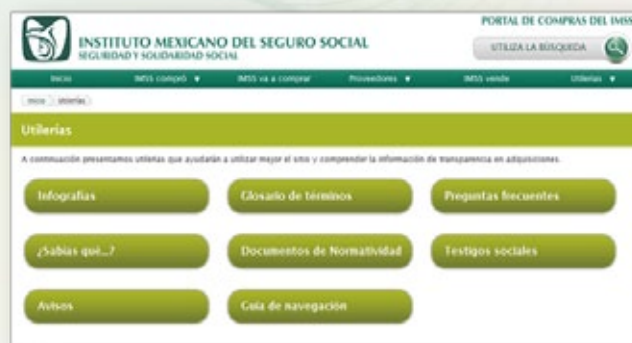 PORTAL DE COMPRAS DEL IMSS
INSTITUTO MEXICANO DEL SEGURO SOCIAL
SEGURIDAD Y SOLIDARIDAD SOCIAL
UTILIZA LA BÚSQUEDA
Inicio IMSS compró IMSS va a comprar Proveedores IMSS vende Utilerías
Inicio Utilerías
Utilerías
A continuación presentamos utilerías que ayudarán a utilizar mejor el sitio y comprender la información de transparencia en adquisiciones.
Infografías Glosario de términos Preguntas frecuentes
¿Sabías qué...? Documentos de Normatividad Testigos sociales
Avisos Guía de navegación